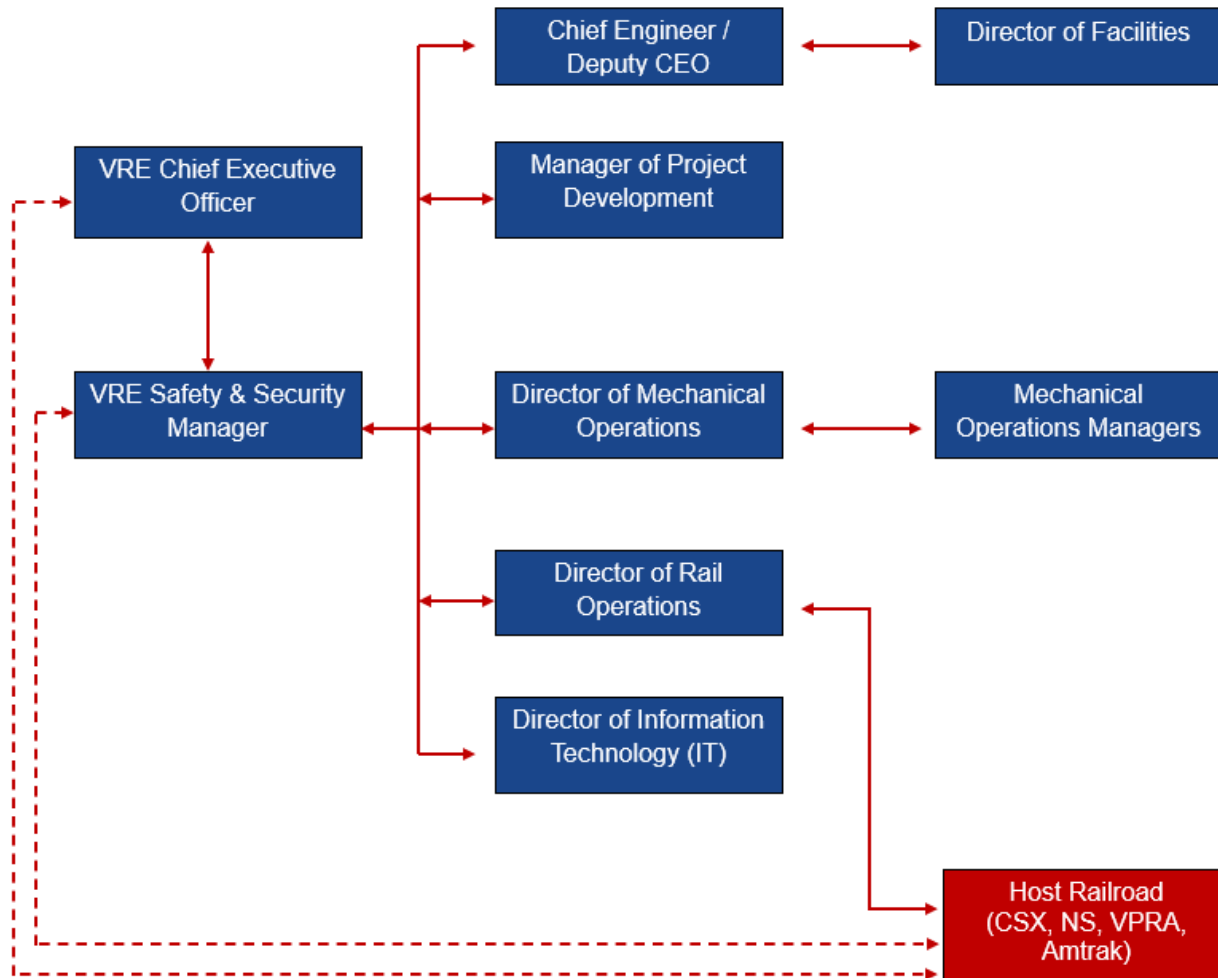 Chief Engineer /
Deputy CEO
Director of Facilities
VRE Chief Executive
Officer
Manager of Project
Development
VRE Safety & Security
Manager
Director of Mechanical
Operations
Mechanical
Operations Managers
Director of Rail
Operations
Director of Information
Technology (IT)
Host Railroad
(CSX, NS, VPRA,
Amtrak)